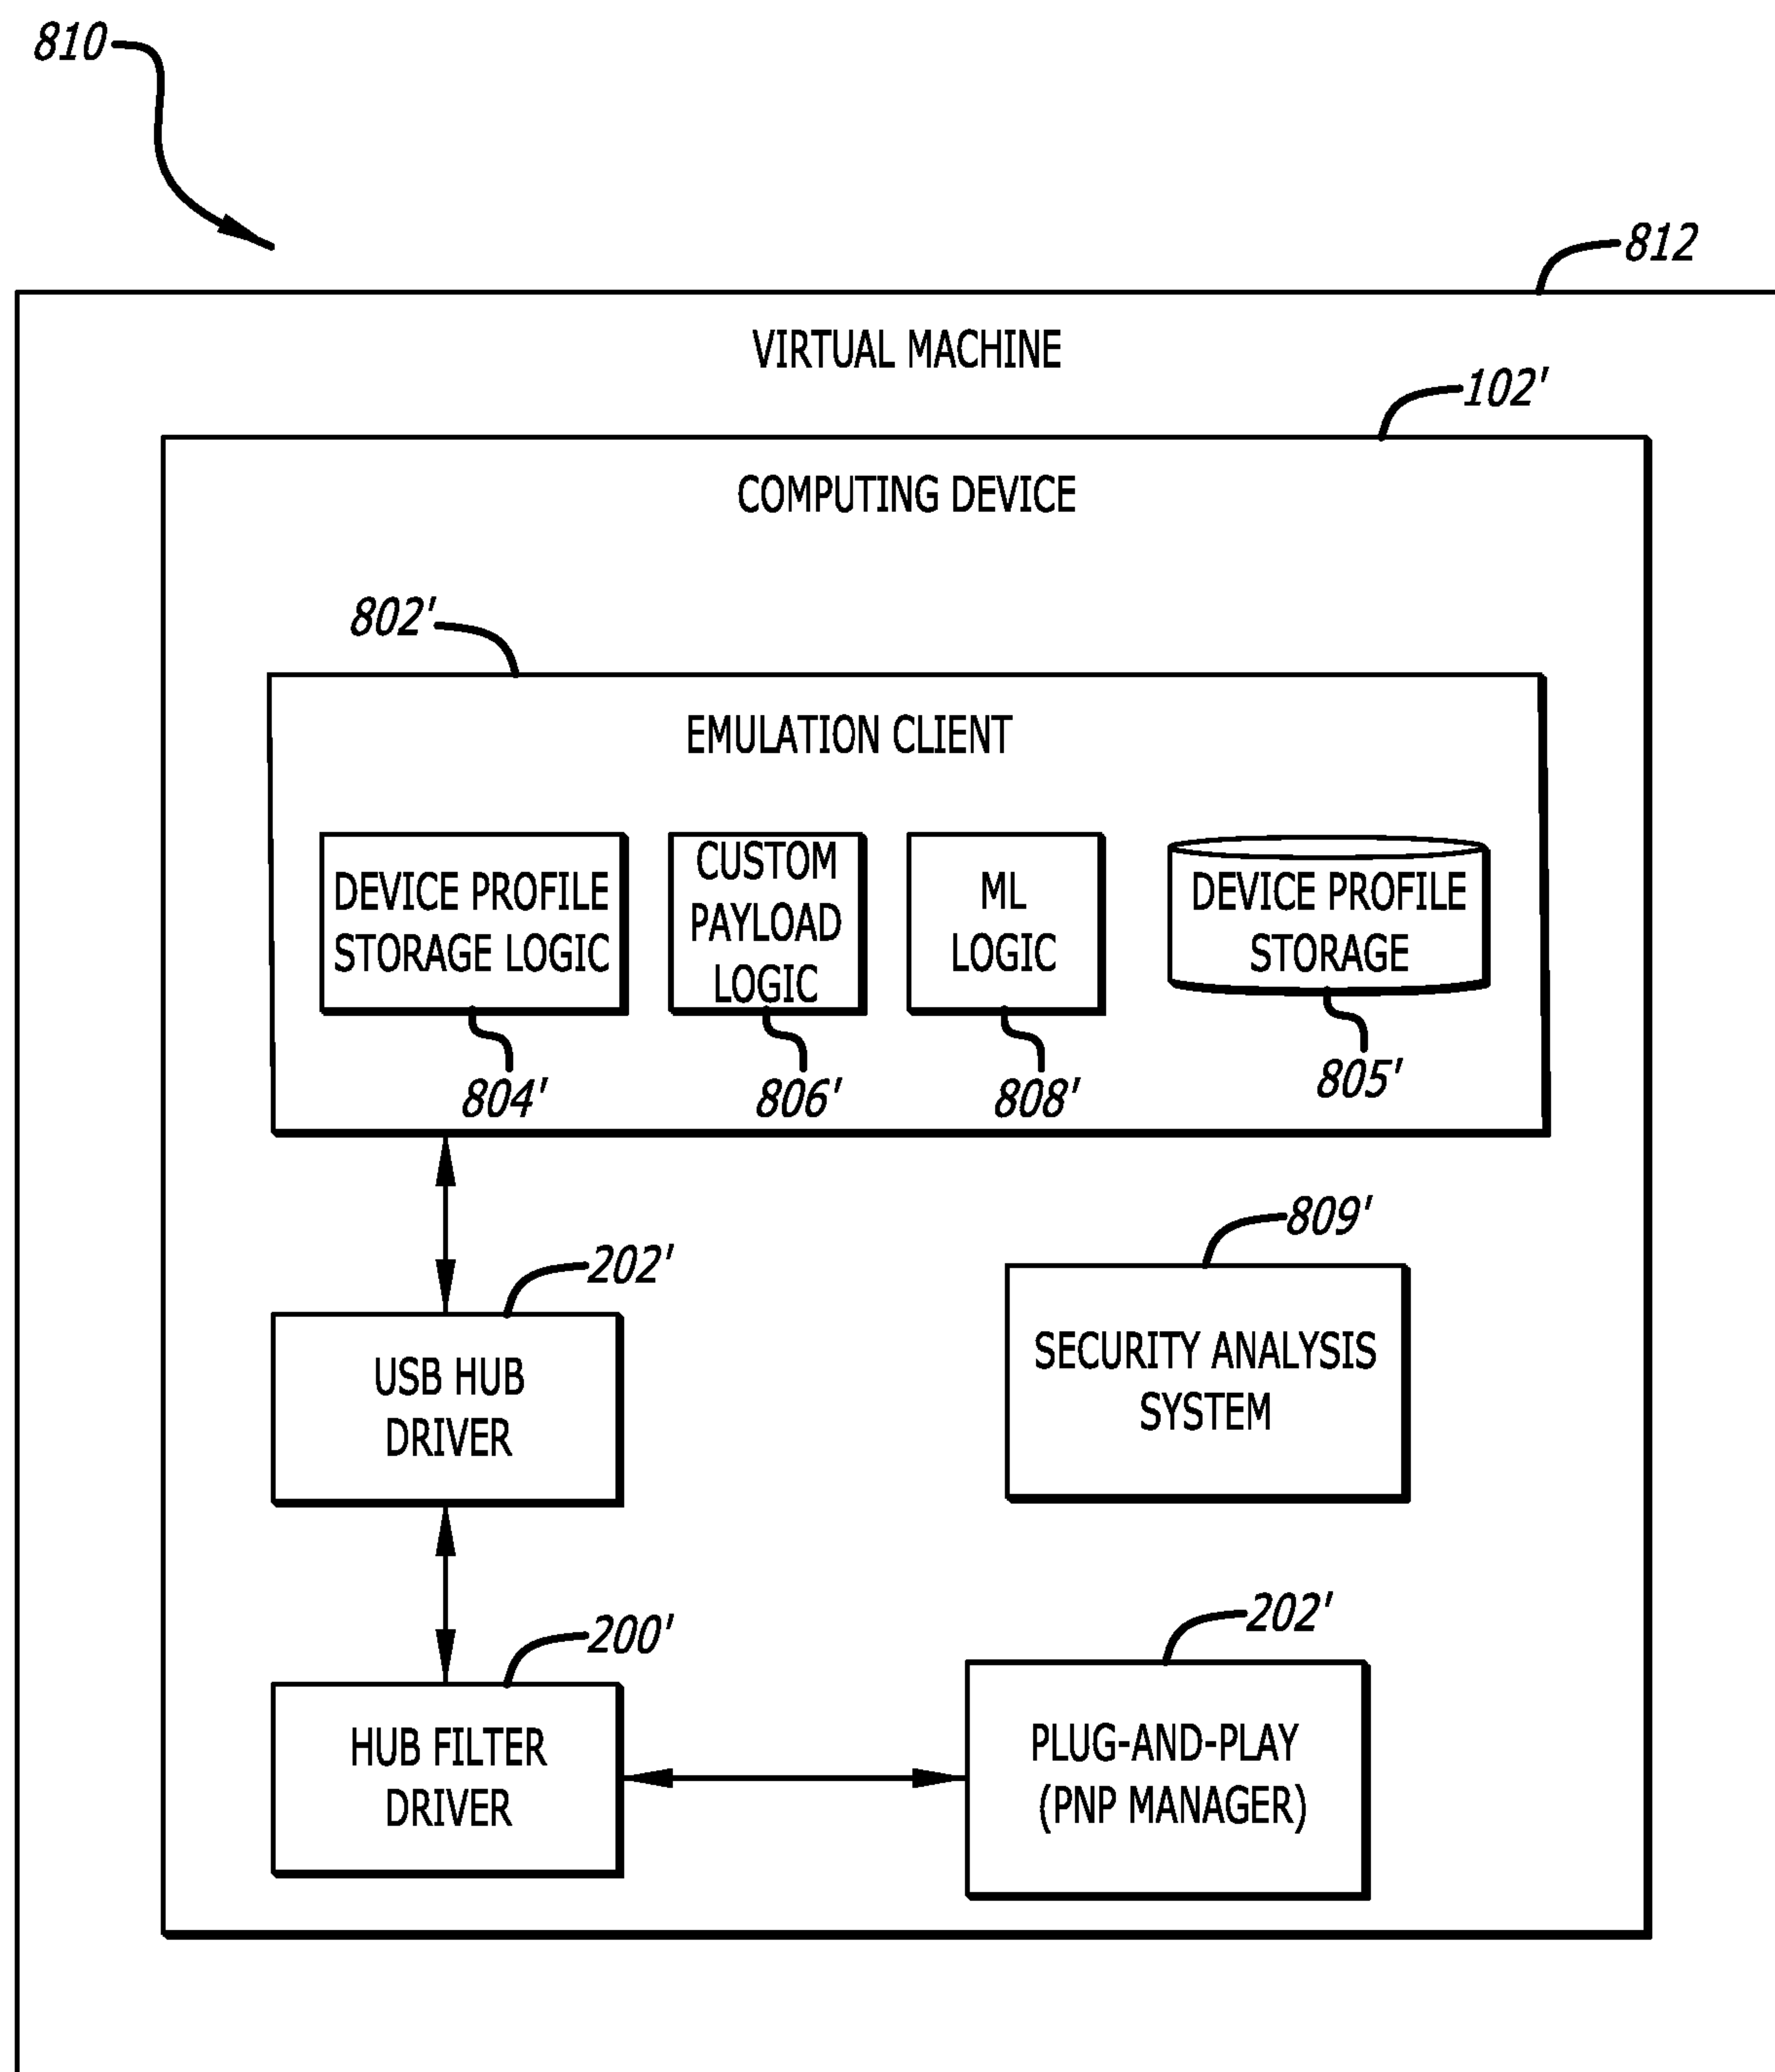 810
812
VIRTUAL MACHINE
102'
COMPUTING DEVICE
802'
EMULATION CLIENT
DEVICE PROFILE
STORAGE LOGIC
CUSTOM
PAYLOAD
LOGIC
ML
LOGIC
DEVICE PROFILE
STORAGE
804'
806'
808'
805'
809'
202'
USB HUB
DRIVER
SECURITY ANALYSIS
SYSTEM
200'
202'
HUB FILTER
DRIVER
PLUG-AND-PLAY
(PNP MANAGER)